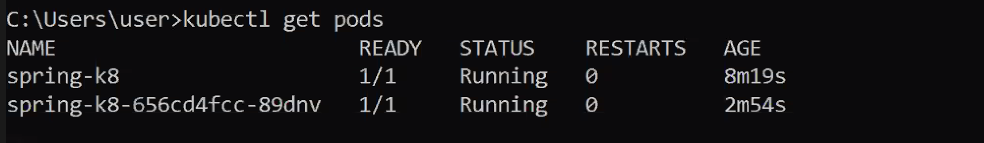 C:\Users\user>kubectl get pods
NAME READY STATUS RESTARTS AGE
spring-k8 1/1 Running 0 8m19s
spring-k8-656cd4fcc-89dnv 1/1 Running 0 2m54s